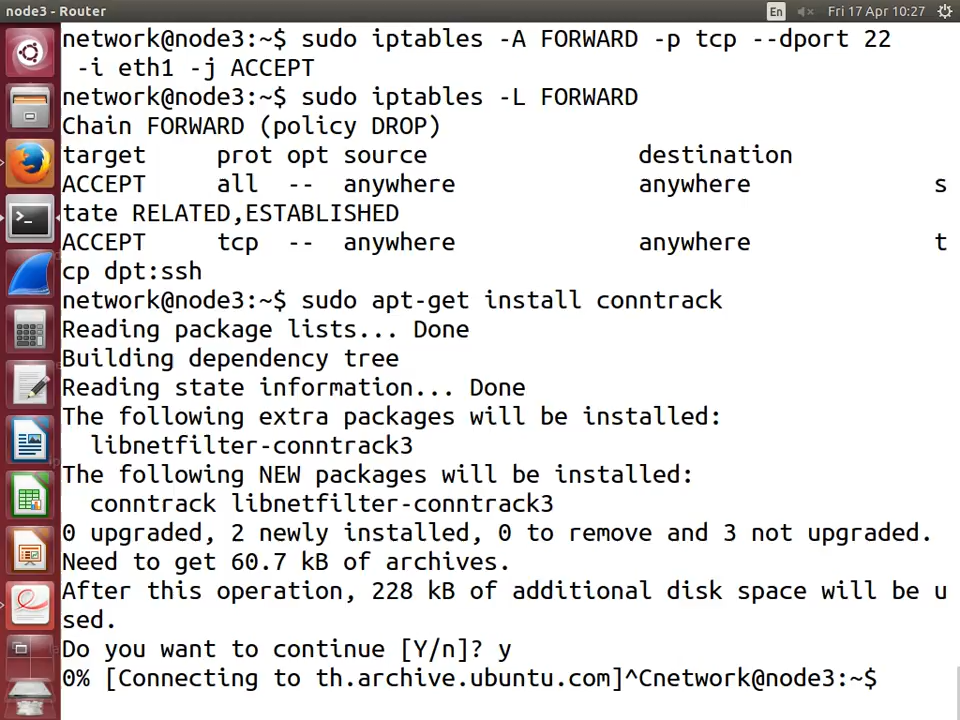 node3 - Router
En
Fri 17 Apr 10:27
network@node3:~$ sudo iptables -A FORWARD -p tcp --dport 22
 -i eth1 -j ACCEPT
network@node3:~$ sudo iptables -L FORWARD
Chain FORWARD (policy DROP)
target     prot opt source               destination
ACCEPT     all  --  anywhere             anywhere             s
tate RELATED,ESTABLISHED
ACCEPT     tcp  --  anywhere             anywhere             t
cp dpt:ssh
network@node3:~$ sudo apt-get install conntrack
Reading package lists... Done
Building dependency tree
Reading state information... Done
The following extra packages will be installed:
  libnetfilter-conntrack3
The following NEW packages will be installed:
  conntrack libnetfilter-conntrack3
0 upgraded, 2 newly installed, 0 to remove and 3 not upgraded.
Need to get 60.7 kB of archives.
After this operation, 228 kB of additional disk space will be u
sed.
Do you want to continue [Y/n]? y
0% [Connecting to th.archive.ubuntu.com]^Cnetwork@node3:~$